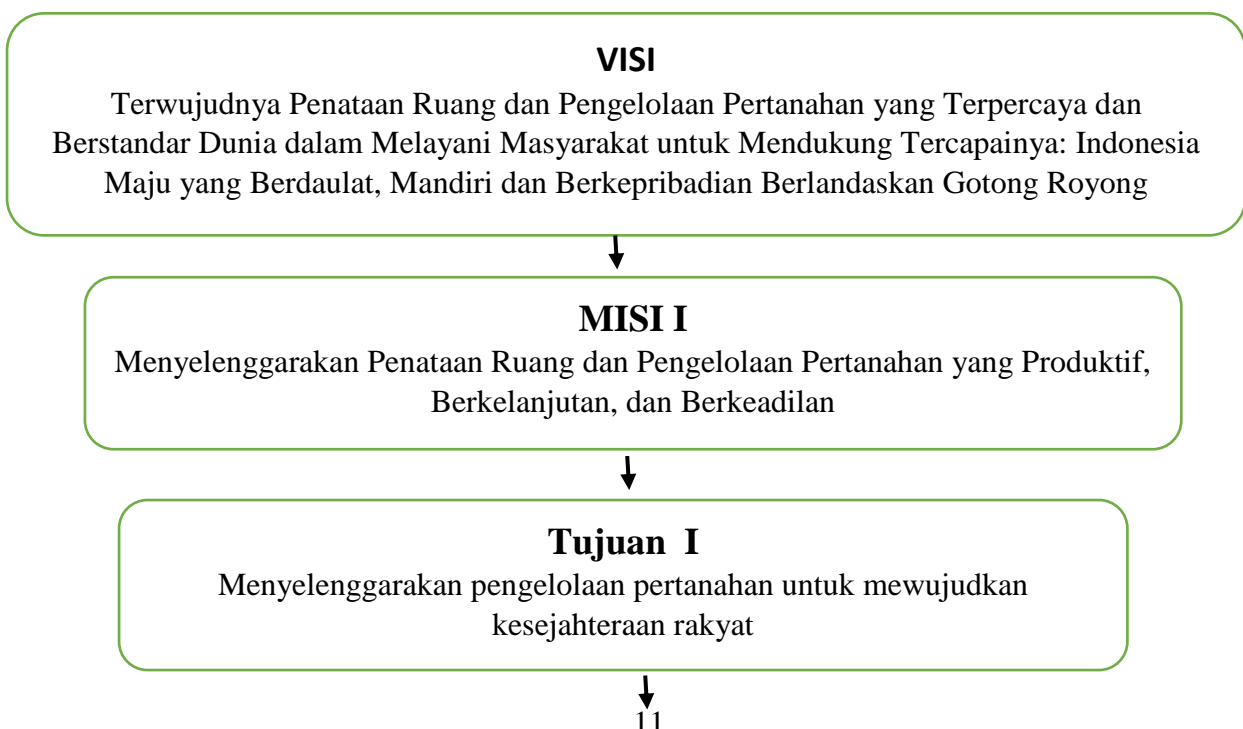 VISI
Terwujudnya Penataan Ruang dan Pengelolaan Pertanahan yang Terpercaya dan
Berstandar Dunia dalam Melayani Masyarakat untuk Mendukung Tercapainya: Indonesia
Maju yang Berdaulat, Mandiri dan Berkepribadian Berlandaskan Gotong Royong
MISI I
Menyelenggarakan Penataan Ruang dan Pengelolaan Pertanahan yang Produktif,
Berkelanjutan, dan Berkeadilan
Tujuan I
Menyelenggarakan pengelolaan pertanahan untuk mewujudkan
kesejahteraan rakyat
11